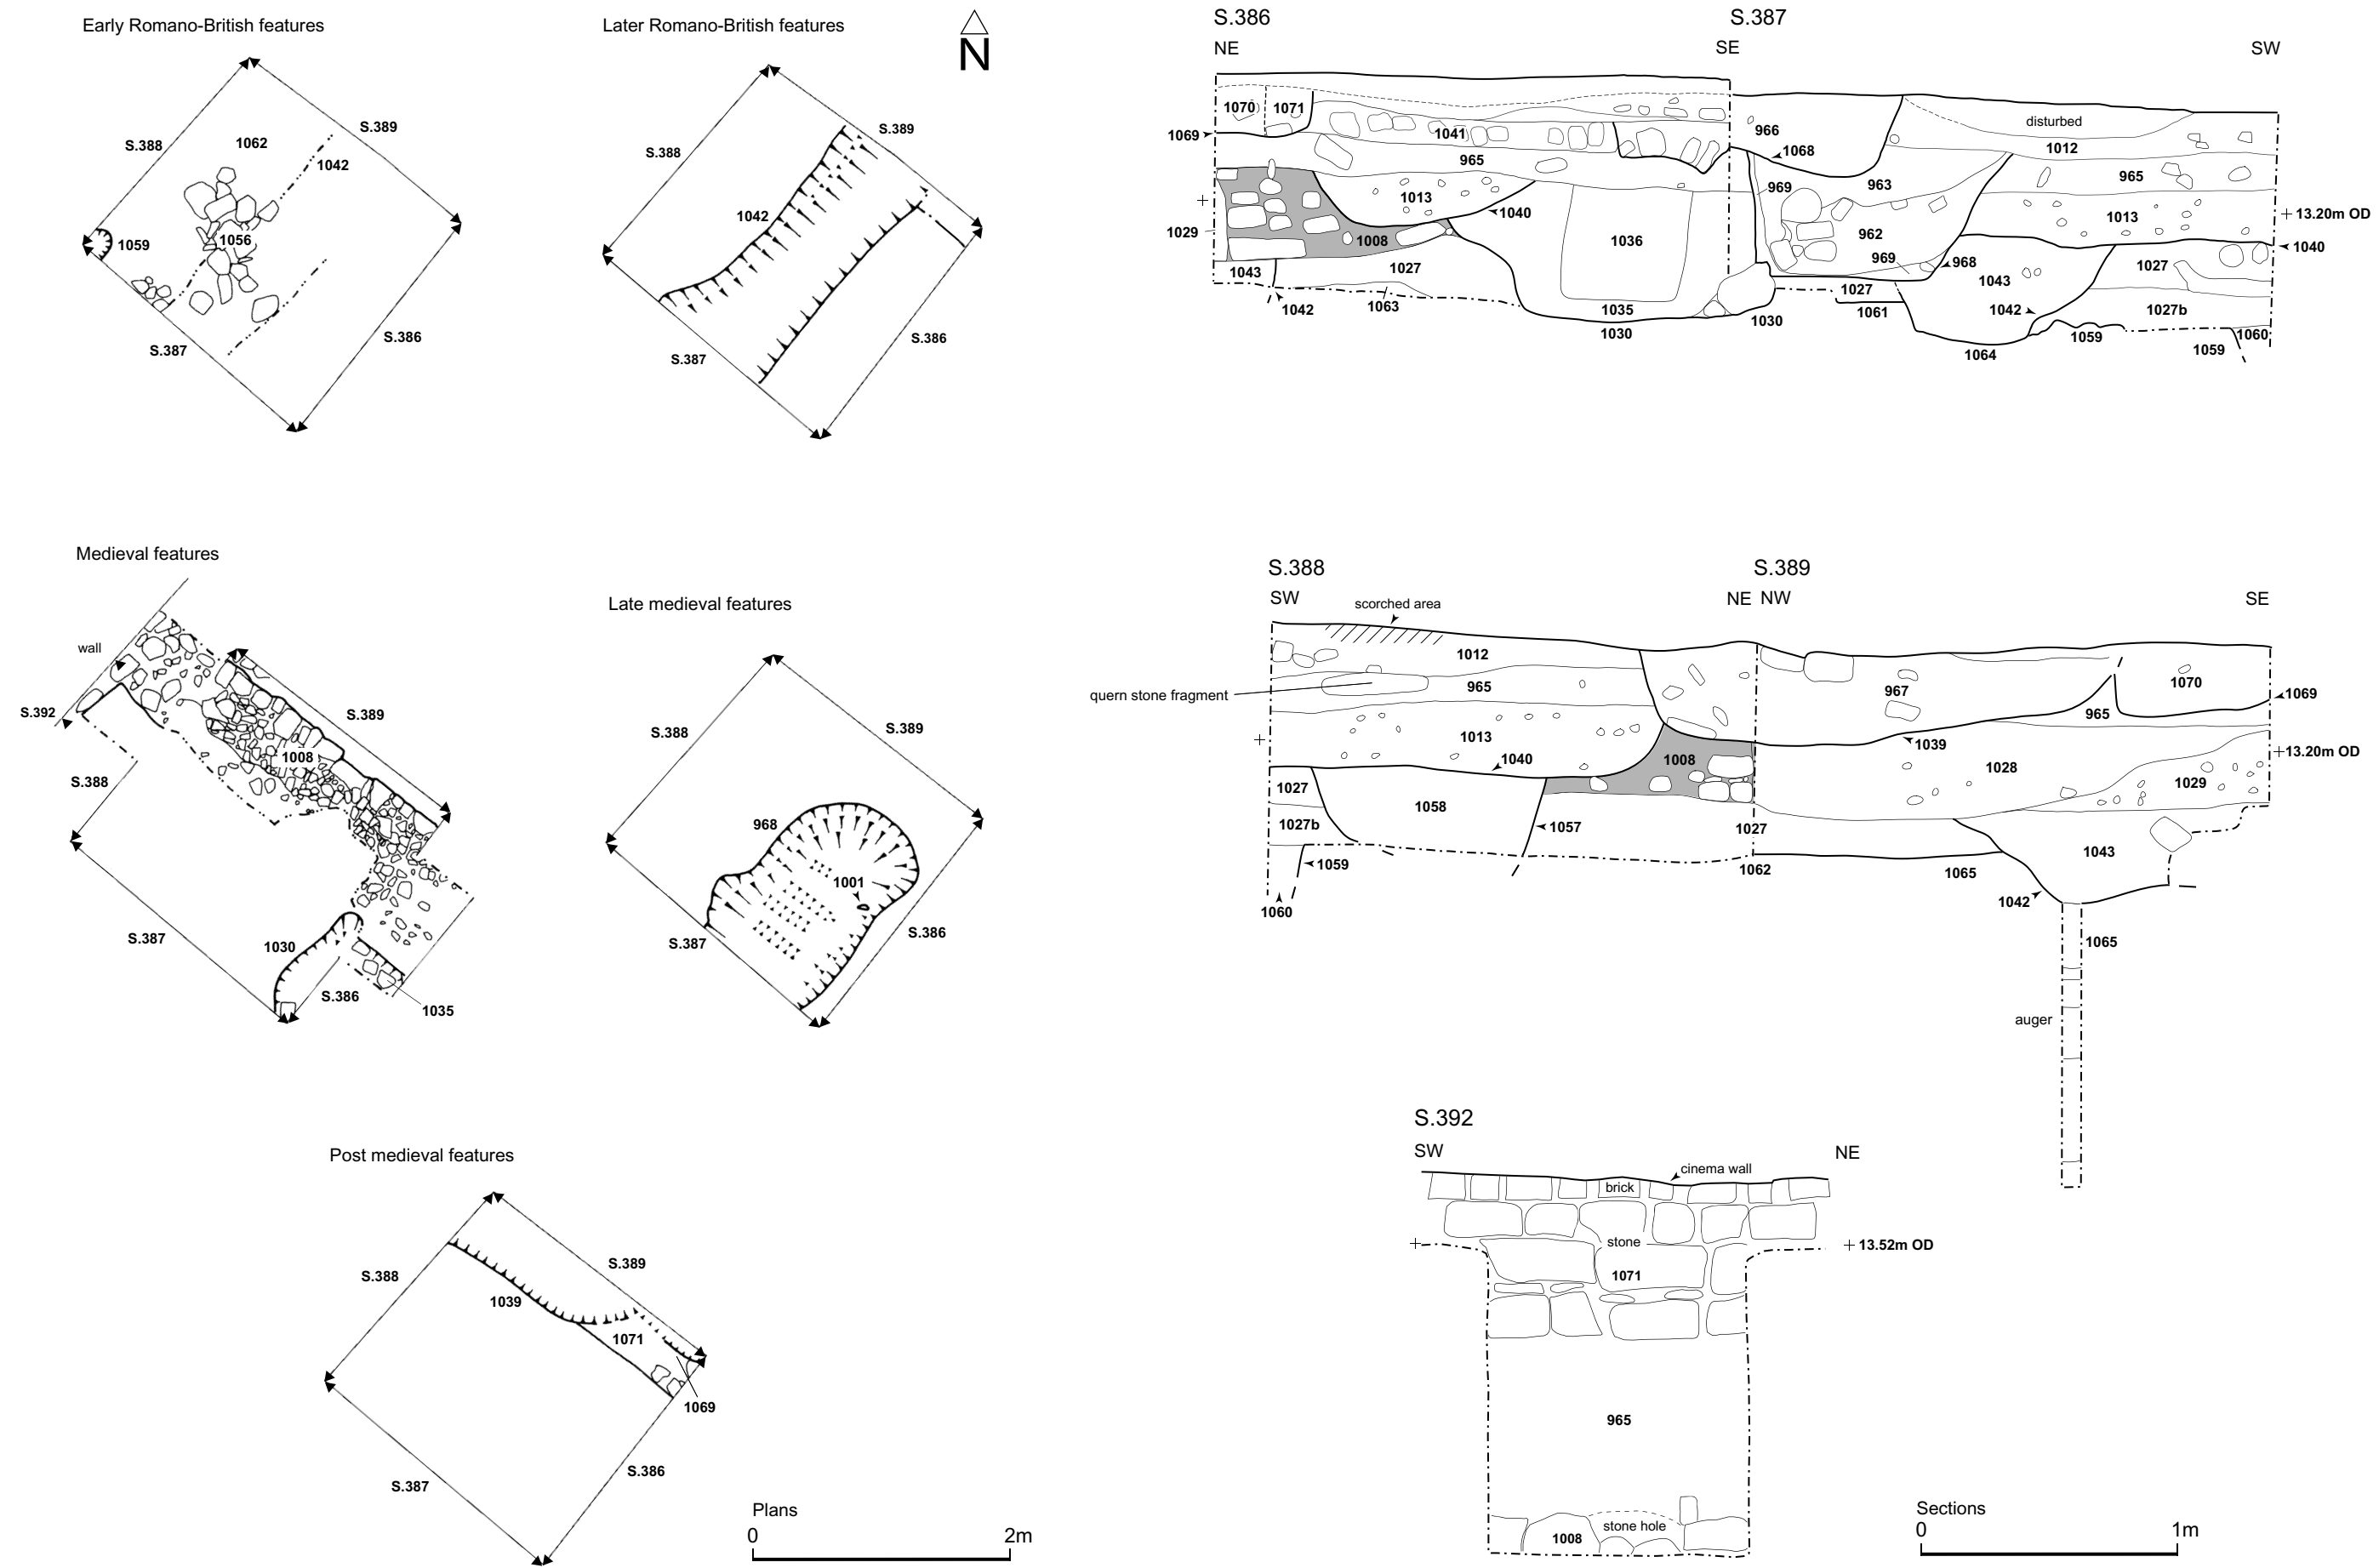 Early Romano-British features
S.388
1062
S.389
1042
1059
1056
S.387
S.386
Later Romano-British features
N
S.388
S.389
1042
S.387
S.386
Medieval features
wall
S.392
S.389
1008
S.388
S.387
1030
S.386
1035
Late medieval features
S.388
S.389
968
1001
S.387
S.386
Post medieval features
S.388
S.389
1039
1071
1069
S.387
S.386
Plans
0 2m
S.386 S.387
NE SE SW
1070 1071
1069
1041
965
1013
1040
1029
1008
1036
1043
1027
1042
1063
1035
1030
1030
966
1068
disturbed
1012
969
963
965
1013
13.20m OD
962
1040
969
968
1043
1027
1027
1061
1042
1027b
1059
1060
1064
1059
S.388 S.389
SW NE NW SE
scorched area
1012
quern stone fragment
965
967
1070
1069
965
1013
1039
1040
1008
13.20m OD
1028
1029
1027
1058
1027b
1057
1027
1043
1059
1062
1065
1042
1060
1065
auger
S.392
SW NE
cinema wall
brick
stone
13.52m OD
1071
965
stone hole
1008
Sections
0 1m